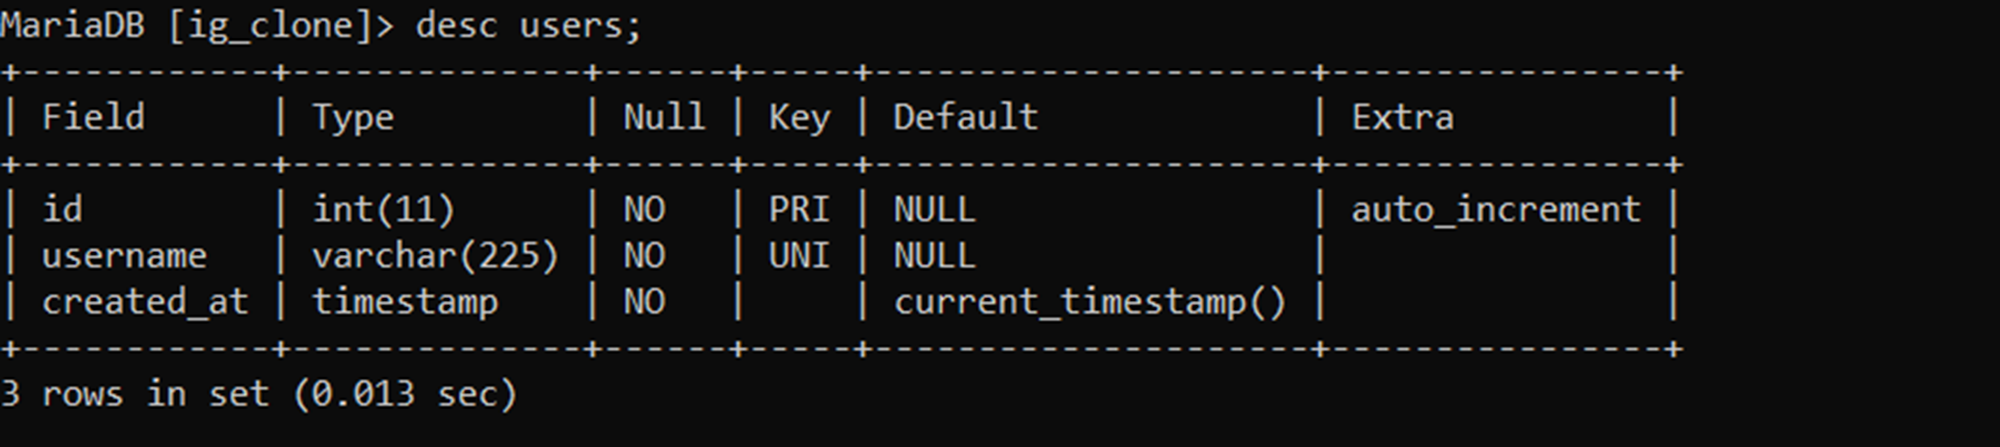 MariaDB [ig_clone]> desc users;
+------------+--------------+------+-----+---------------------+----------------+
| Field      | Type         | Null | Key | Default             | Extra          |
+------------+--------------+------+-----+---------------------+----------------+
| id         | int(11)      | NO   | PRI | NULL                | auto_increment |
| username   | varchar(225) | NO   | UNI | NULL                |                |
| created_at | timestamp    | NO   |     | current_timestamp() |                |
+------------+--------------+------+-----+---------------------+----------------+
3 rows in set (0.013 sec)